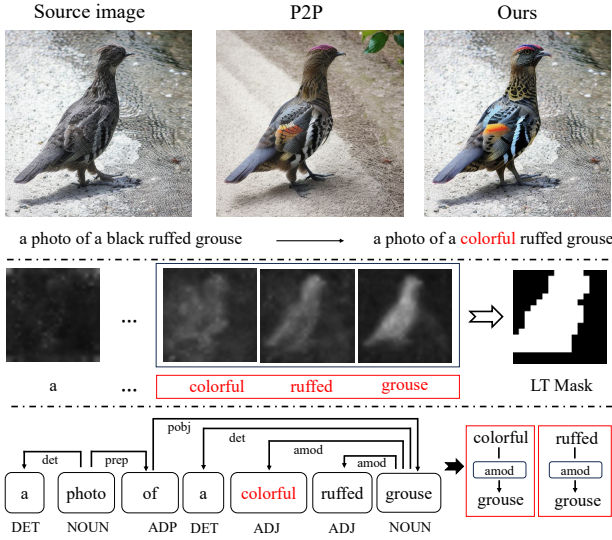 Source image P2P Ours
a photo of a black ruffed grouse a photo of a colorful ruffed grouse
... 
a ... colorful ruffed grouse LT Mask
pobj
det
amod
det prep amod
a photo of a colorful ruffed grouse
DET NOUN ADP DET ADJ ADJ NOUN
colorful ruffed
amod amod
grouse grouse